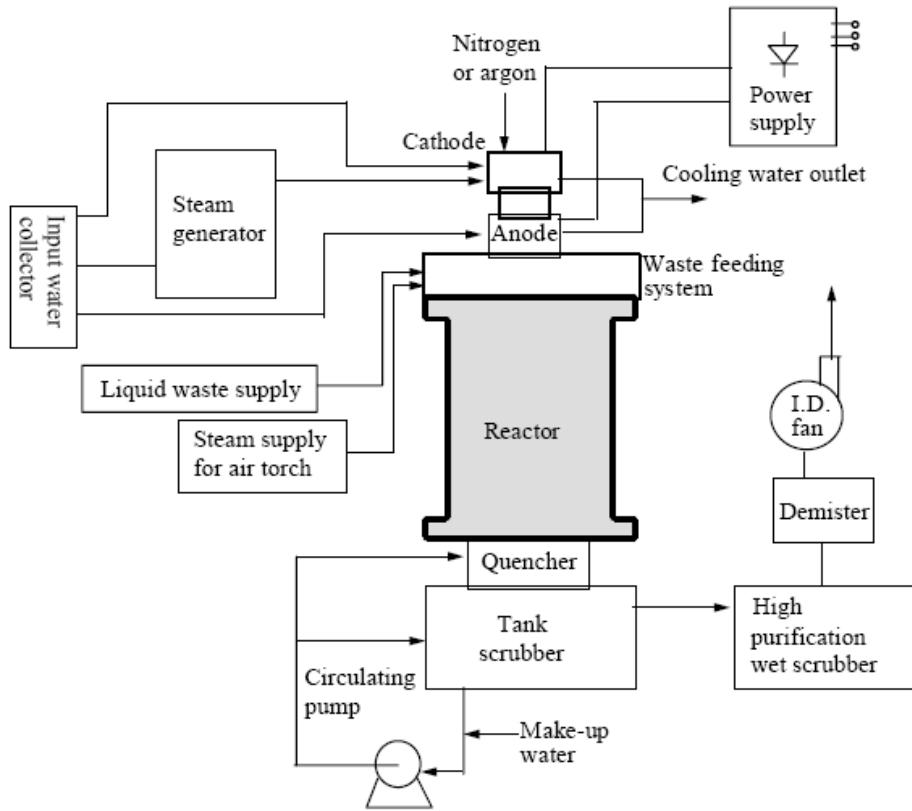 Nitrogen
or argon
Power
supply
Cathode
Cooling water outlet
Steam
generator
Input water
collector
Anode
Waste feeding
system
Liquid waste supply
I.D.
fan
Steam supply
for air torch
Reactor
Demister
Quencher
Tank
scrubber
High
purification
wet scrubber
Circulating
pump
Make-up
water